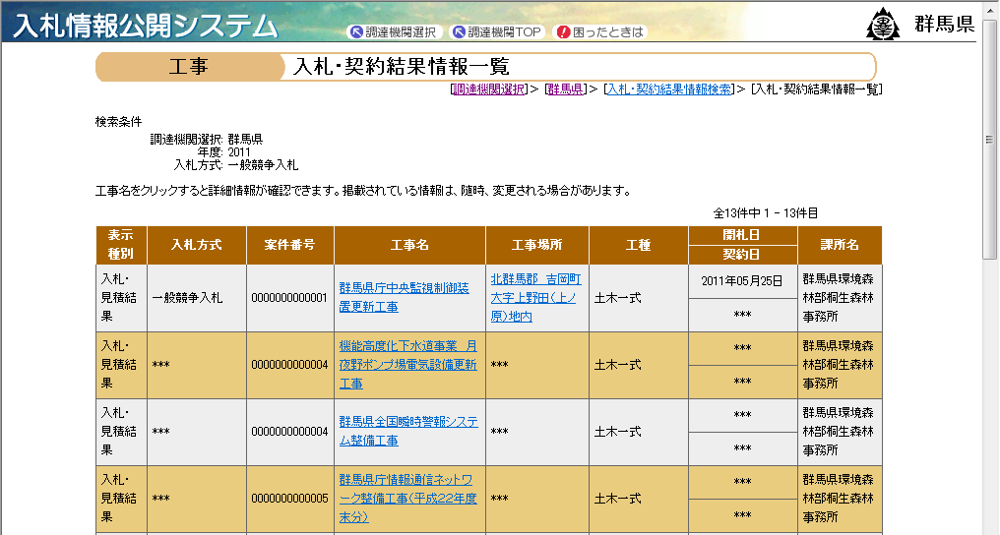 入札情報公開システム
調達機関選択 調達機関TOP 困ったときは
群馬県
工事 入札・契約結果情報一覧
[調達機関選択]> [群馬県]> [入札・契約結果情報検索]> [入札・契約結果情報一覧]
検索条件
調達機関選択: 群馬県
年度: 2011
入札方式: 一般競争入札
工事名をクリックすると詳細情報が確認できます。掲載されている情報は、随時、変更される場合があります。
全13件中 1 - 13件目
表示
種別
入札方式
案件番号
工事名
工事場所
工種
開札日
契約日
課所名
入札・
見積結
果
一般競争入札
0000000000001
群馬県庁中央監視制御装
置更新工事
北群馬郡 吉岡町
大字上野田(上ノ
原)地内
土木一式
2011年05月25日
***
群馬県環境森
林部桐生森林
事務所
入札・
見積結
果
***
0000000000004
機能高度化下水道事業 月
夜野ポンプ場電気設備更新
工事
***
土木一式
***
***
群馬県環境森
林部桐生森林
事務所
入札・
見積結
果
***
0000000000004
群馬県全国瞬時警報システ
ム整備工事
***
土木一式
***
***
群馬県環境森
林部桐生森林
事務所
入札・
見積結
果
***
0000000000005
群馬県庁情報通信ネットワ
ーク整備工事(平成22年度
末分)
***
土木一式
***
***
群馬県環境森
林部桐生森林
事務所